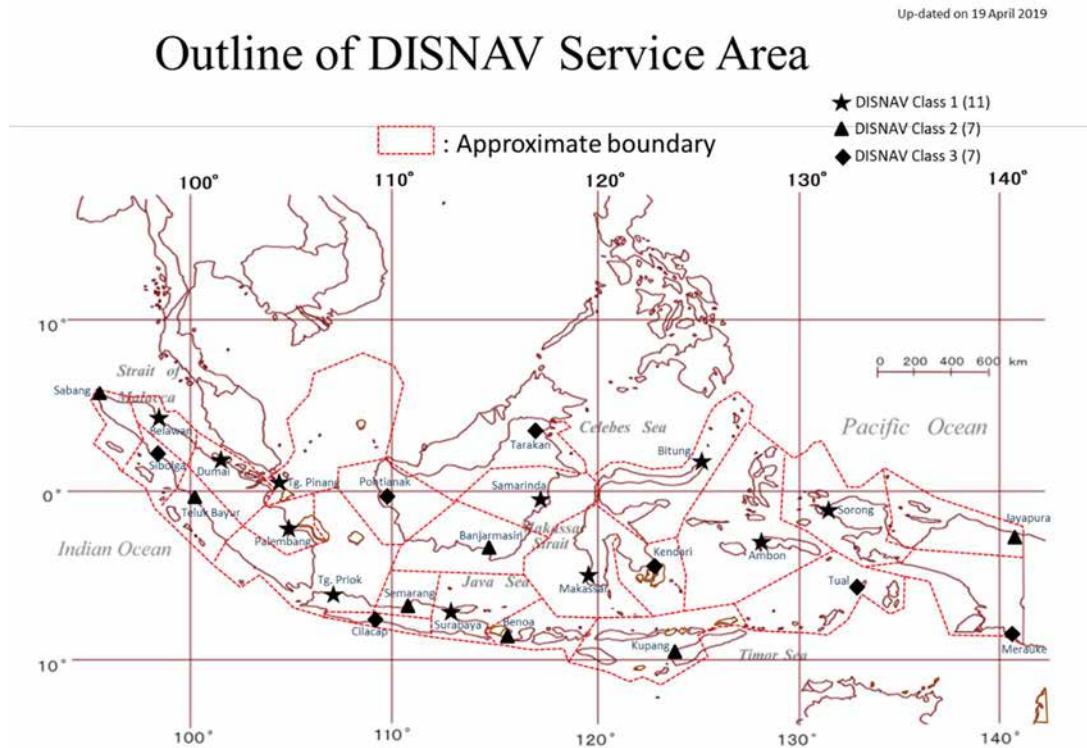 Up-dated on 19 April 2019
Outline of DISNAV Service Area
DISNAV Class 1 (11)
DISNAV Class 2 (7)
DISNAV Class 3 (7)
: Approximate boundary
100° 110° 120° 130° 140°
10°
0 200 400 600 km
Strait of
Malacca
Sabang
Belawan
Celebes Sea
Pacific Ocean
Tarakan
Sibolga
Dumai
Bitung
Tg. Pinang
Pontianak
Samarinda
0°
Teluk Bayur
Sorong
Jayapura
Palembang
Banjarmasin
Makassar
Strait
Indian Ocean
Kendari
Ambon
Tg. Priok
Java Sea
Makassar
Tual
Semarang
Surabaya
Benoa
Cilacap
Kupang
Timor Sea
Merauke
10°
100° 110° 120° 130° 140°